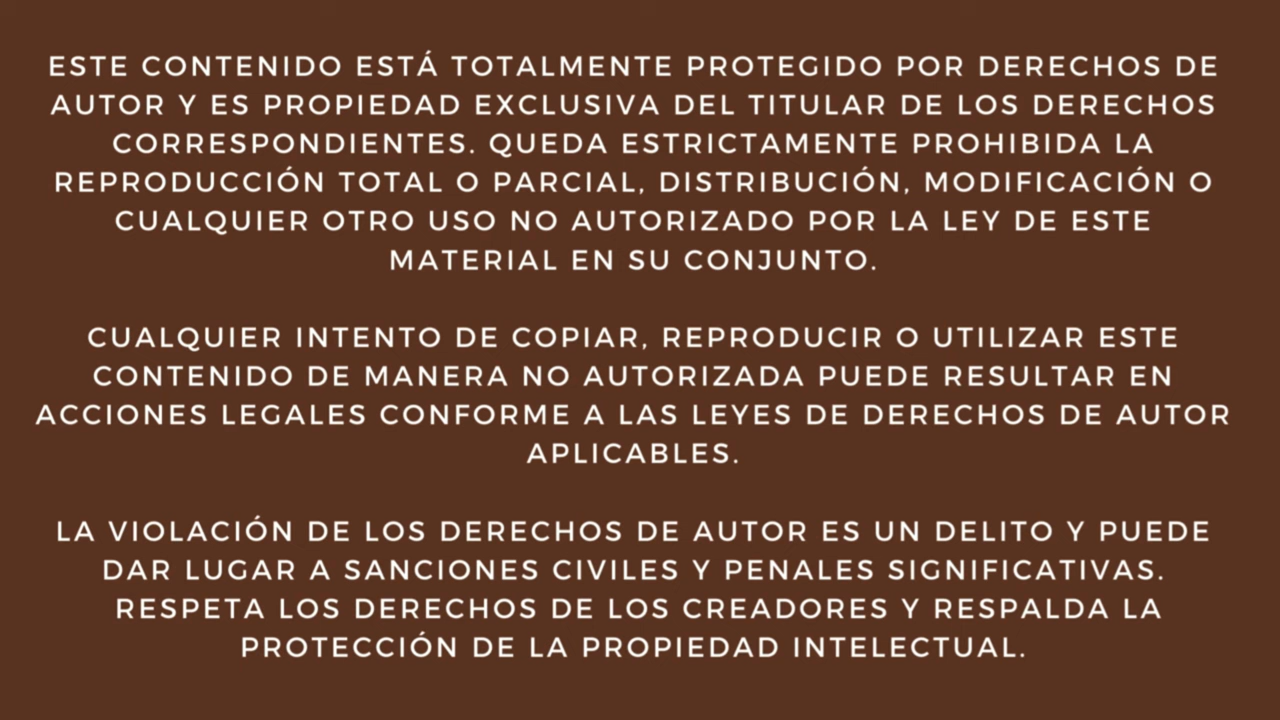 ESTE CONTENIDO ESTÁ TOTALMENTE PROTEGIDO POR DERECHOS DE
AUTOR Y ES PROPIEDAD EXCLUSIVA DEL TITULAR DE LOS DERECHOS
CORRESPONDIENTES. QUEDA ESTRICTAMENTE PROHIBIDA LA
REPRODUCCIÓN TOTAL O PARCIAL, DISTRIBUCIÓN, MODIFICACIÓN O
CUALQUIER OTRO USO NO AUTORIZADO POR LA LEY DE ESTE
MATERIAL EN SU CONJUNTO.
CUALQUIER INTENTO DE COPIAR, REPRODUCIR O UTILIZAR ESTE
CONTENIDO DE MANERA NO AUTORIZADA PUEDE RESULTAR EN
ACCIONES LEGALES CONFORME A LAS LEYES DE DERECHOS DE AUTOR
APLICABLES.
LA VIOLACIÓN DE LOS DERECHOS DE AUTOR ES UN DELITO Y PUEDE
DAR LUGAR A SANCIONES CIVILES Y PENALES SIGNIFICATIVAS.
RESPETA LOS DERECHOS DE LOS CREADORES Y RESPALDA LA
PROTECCIÓN DE LA PROPIEDAD INTELECTUAL.